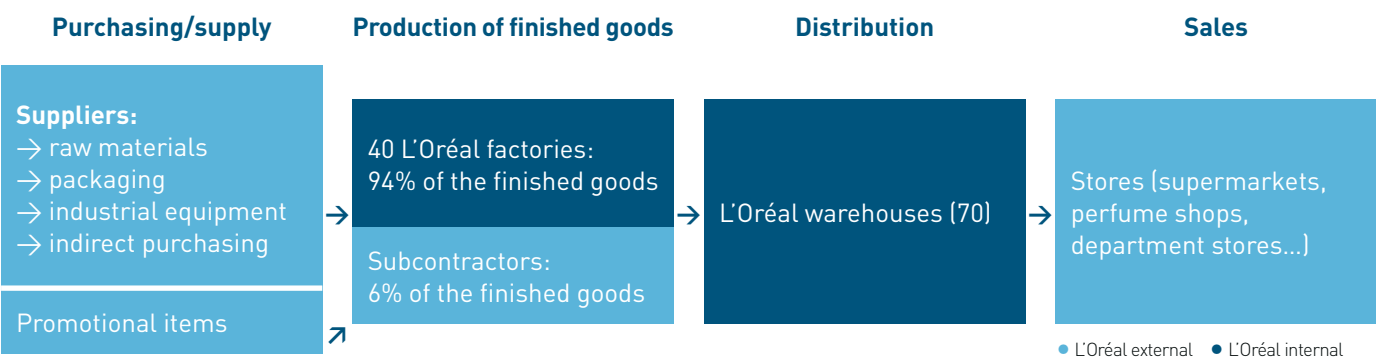 Purchasing/supply
Production of finished goods
Distribution
Sales
Suppliers:
→ raw materials
→ packaging
→ industrial equipment
→ indirect purchasing
Promotional items
→
↗
40 L’Oréal factories:
94% of the finished goods
Subcontractors:
6% of the finished goods
→
L’Oréal warehouses (70)
→
Stores (supermarkets,
perfume shops,
department stores...)
• L’Oréal external • L’Oréal internal